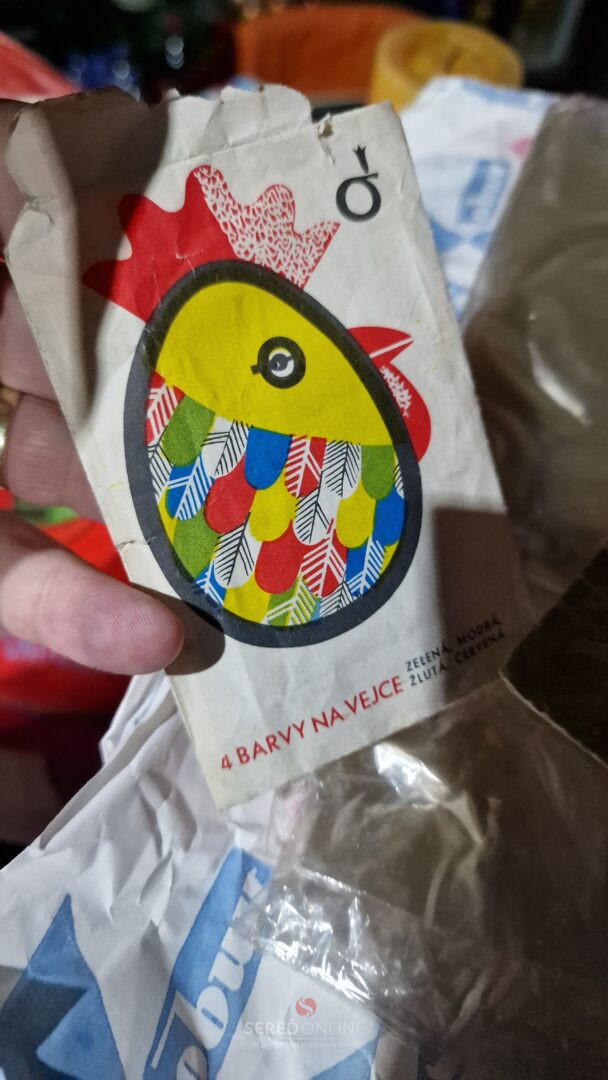 4 BARVY NA VEJCE
ZELENÁ, MODRÁ,
ŽLUTÁ, ČERVENÁ
SEREDONLINE